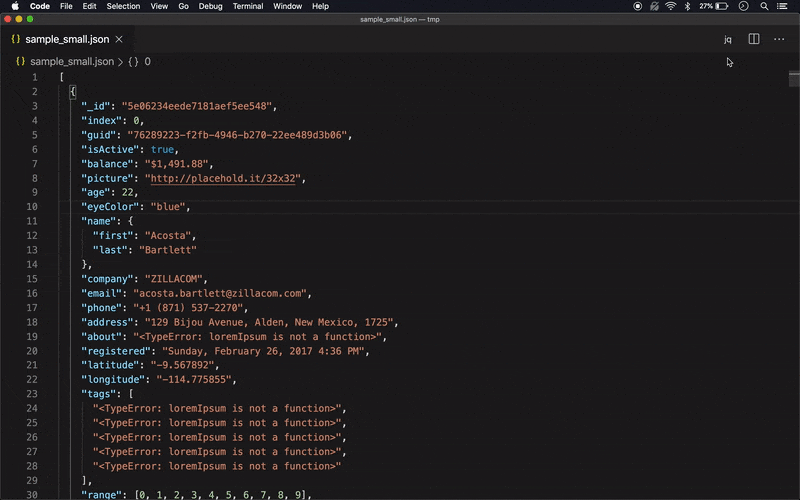 Code File Edit Selection View Go Debug Terminal Window Help 27%
sample_small.json — tmp
{} sample_small.json × jq ···
{} sample_small.json > {} 0
1 [
2 {
3 "_id": "5e06234eede7181aef5ee548",
4 "index": 0,
5 "guid": "76289223-f2fb-4946-b270-22ee489d3b06",
6 "isActive": true,
7 "balance": "$1,491.88",
8 "picture": "http://placehold.it/32x32",
9 "age": 22,
10 "eyeColor": "blue",
11 "name": {
12 "first": "Acosta",
13 "last": "Bartlett"
14 },
15 "company": "ZILLACOM",
16 "email": "acosta.bartlett@zillacom.com",
17 "phone": "+1 (871) 537-2270",
18 "address": "129 Bijou Avenue, Alden, New Mexico, 1725",
19 "about": "<TypeError: loremIpsum is not a function>",
20 "registered": "Sunday, February 26, 2017 4:36 PM",
21 "latitude": "-9.567892",
22 "longitude": "-114.775855",
23 "tags": [
24 "<TypeError: loremIpsum is not a function>",
25 "<TypeError: loremIpsum is not a function>",
26 "<TypeError: loremIpsum is not a function>",
27 "<TypeError: loremIpsum is not a function>",
28 "<TypeError: loremIpsum is not a function>"
29 ],
30 "range": [0, 1, 2, 3, 4, 5, 6, 7, 8, 9],